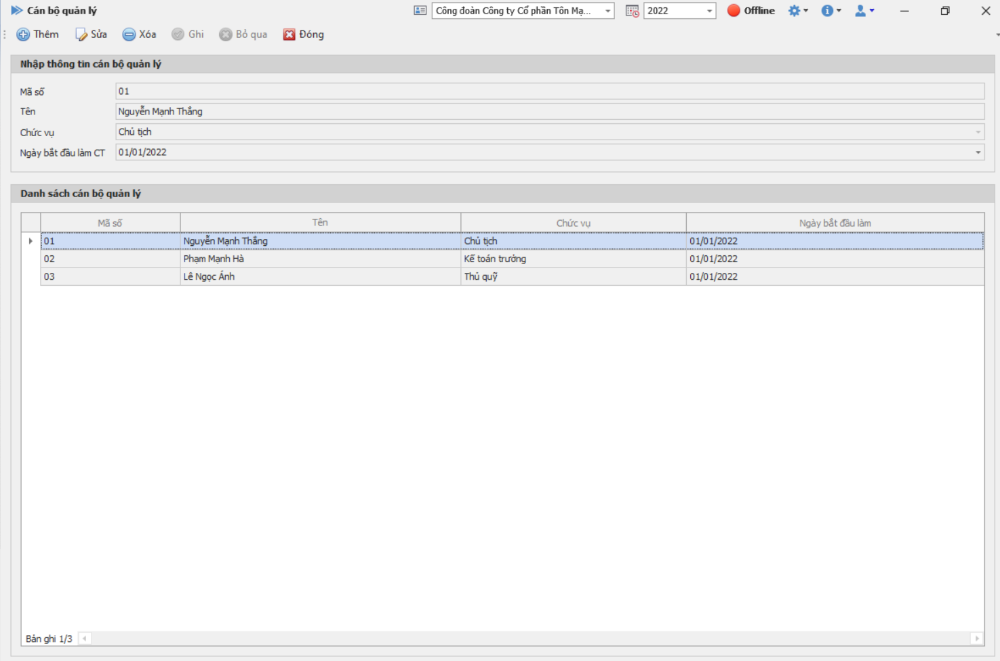 Cán bộ quản lý
Công đoàn Công ty Cổ phần Tôn Mạ... 2022 Offline
Thêm Sửa Xóa Ghi Bỏ qua Đóng
Nhập thông tin cán bộ quản lý
Mã số 01
Tên Nguyễn Mạnh Thắng
Chức vụ Chủ tịch
Ngày bắt đầu làm CT 01/01/2022
Danh sách cán bộ quản lý
Mã số Tên Chức vụ Ngày bắt đầu làm
01 Nguyễn Mạnh Thắng Chủ tịch 01/01/2022
02 Phạm Mạnh Hà Kế toán trưởng 01/01/2022
03 Lê Ngọc Ánh Thủ quỹ 01/01/2022
Bản ghi 1/3